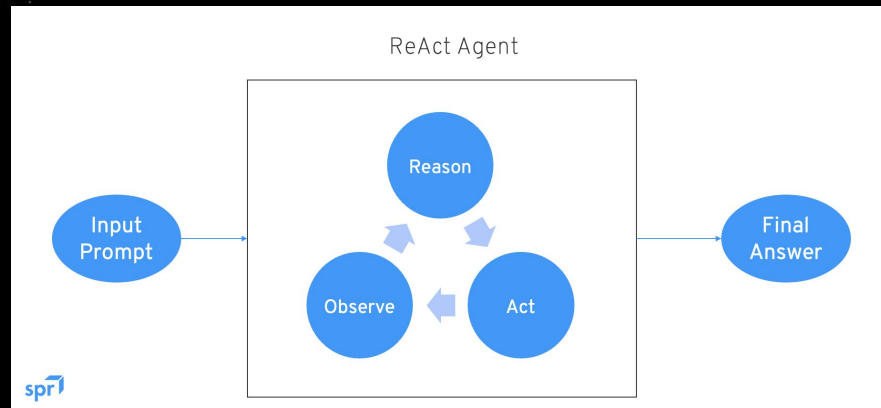 ReAct Agent
Reason
Input
Prompt
Final
Answer
Observe
Act
spr